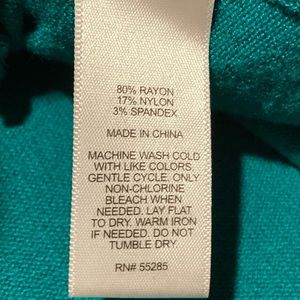 80% RAYON
17% NYLON
3% SPANDEX
MADE IN CHINA
MACHINE WASH COLD
WITH LIKE COLORS,
GENTLE CYCLE. ONLY
NON-CHLORINE
BLEACH WHEN
NEEDED. LAY FLAT
TO DRY. WARM IRON
IF NEEDED. DO NOT
TUMBLE DRY
RN# 55285